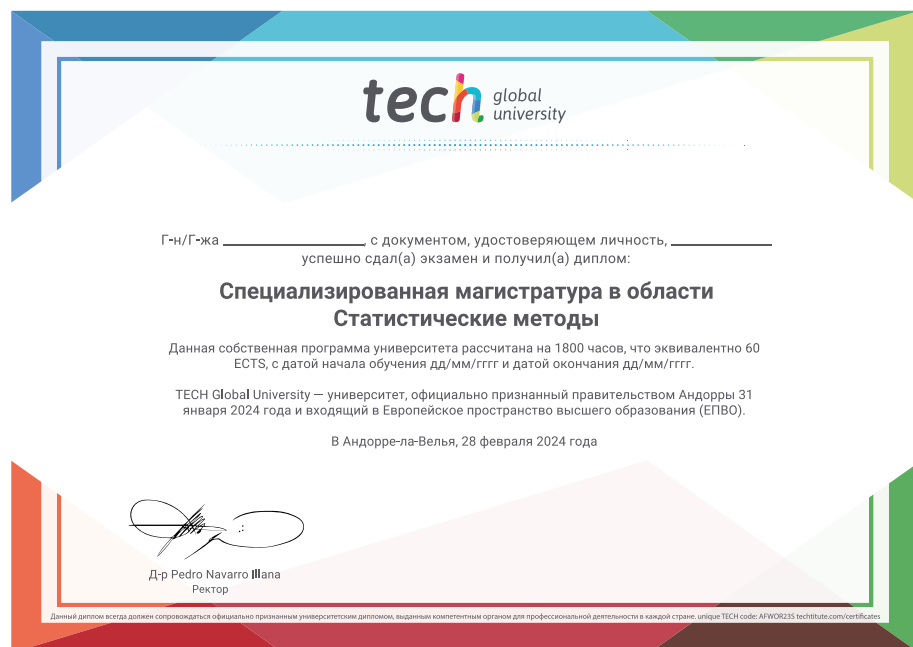 tech global university
Г-н/Г-жа ____________________, с документом, удостоверяющем личность, ______________
успешно сдал(а) экзамен и получил(а) диплом:
Специализированная магистратура в области
Статистические методы
Данная собственная программа университета рассчитана на 1800 часов, что эквивалентно 60
ECTS, с датой начала обучения дд/мм/гггг и датой окончания дд/мм/гггг.
TECH Global University — университет, официально признанный правительством Андорры 31
января 2024 года и входящий в Европейское пространство высшего образования (ЕПВО).
В Андорре-ла-Велья, 28 февраля 2024 года
Д-р Pedro Navarro Illana
Ректор
Данный диплом всегда должен сопровождаться официально признанным университетским дипломом, выданным компетентным органом для профессиональной деятельности в каждой стране. unique TECH code: AFWOR23S techtitute.com/certificates